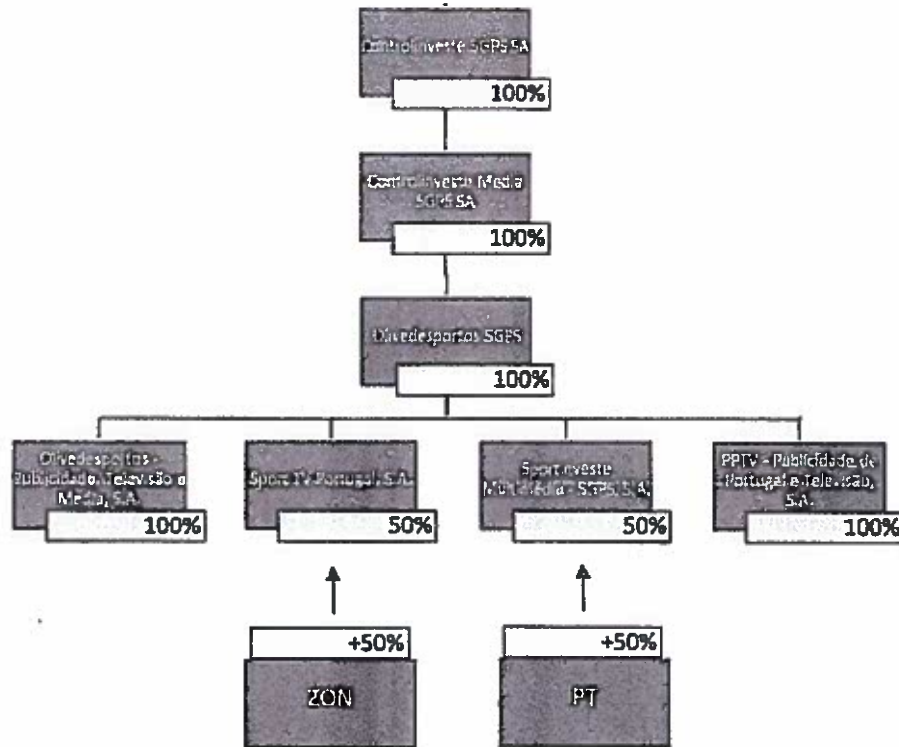 Controlinveste SGPS SA
100%
Controlinveste Media
SGPS SA
100%
Olivedesportos SGPS
100%
Olivedesportos -
Publicidade, Televisão e
Media, S.A.
100%
Sport TV Portugal, S.A.
50%
Sportinveste
Multimédia - SGPS, S.A.
50%
PPTV - Publicidade de
Portugal e Televisão,
S.A.
100%
+50%
ZON
+50%
PT